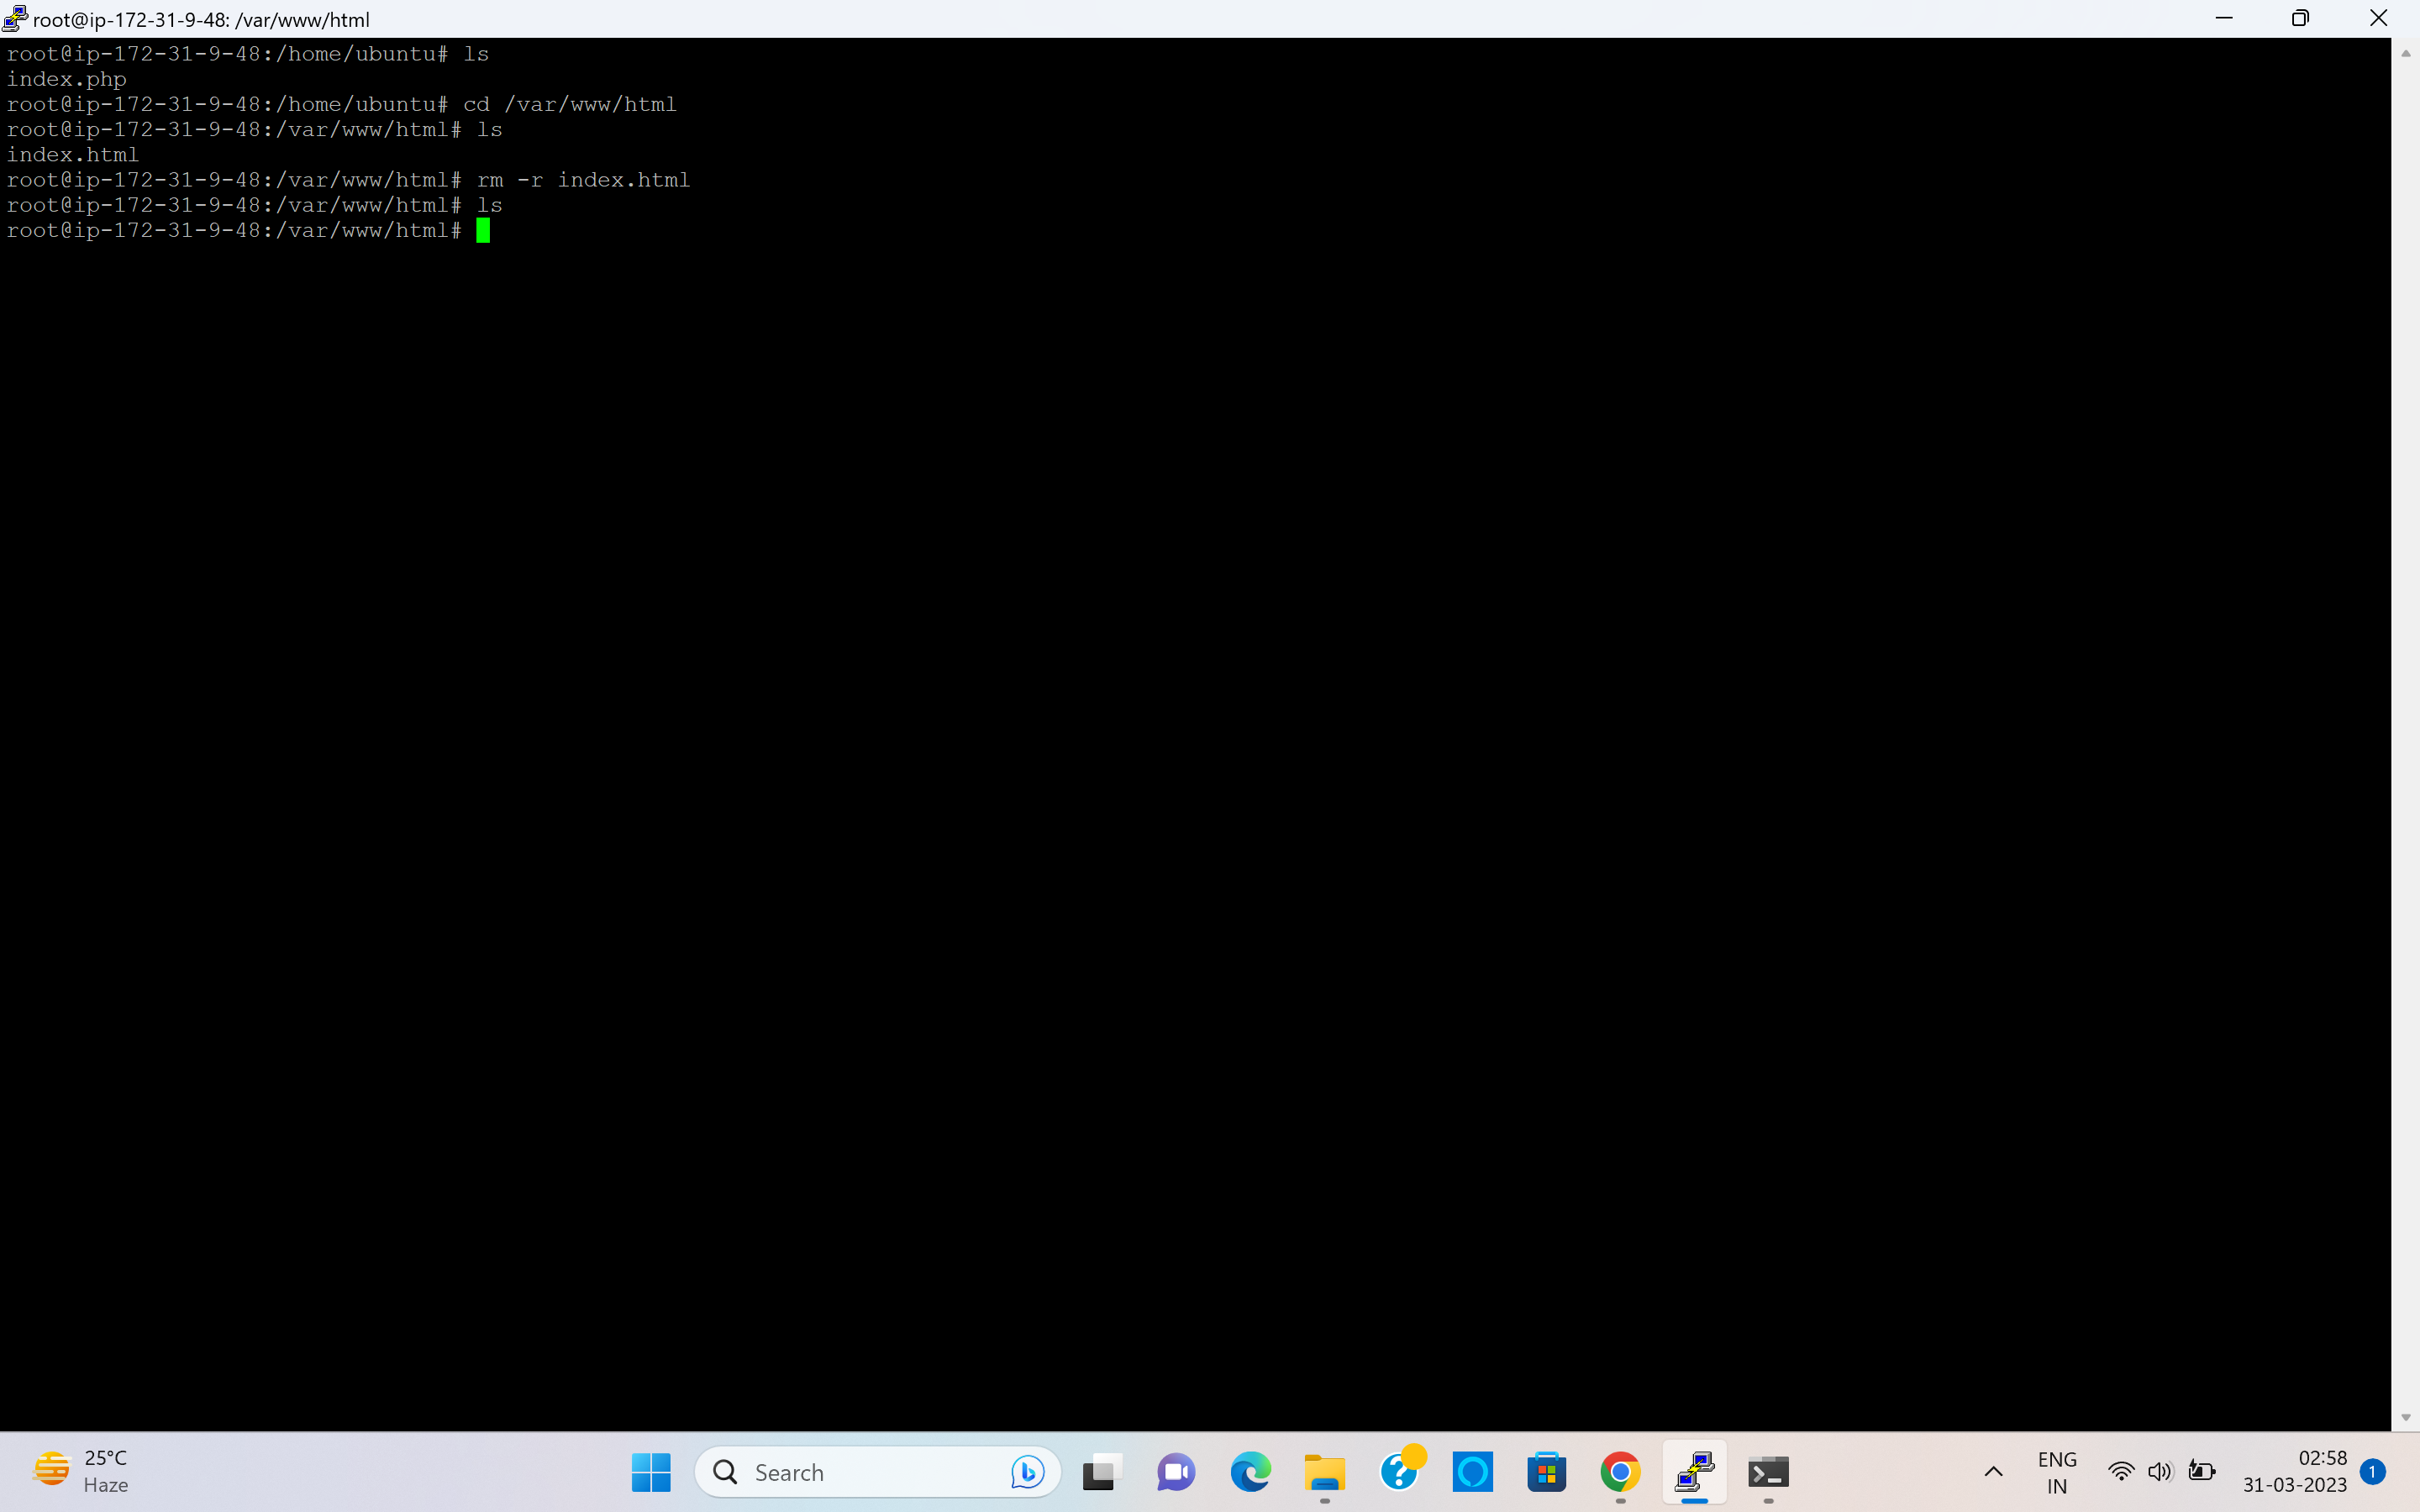 root@ip-172-31-9-48: /var/www/html
root@ip-172-31-9-48:/home/ubuntu# ls
index.php
root@ip-172-31-9-48:/home/ubuntu# cd /var/www/html
root@ip-172-31-9-48:/var/www/html# ls
index.html
root@ip-172-31-9-48:/var/www/html# rm -r index.html
root@ip-172-31-9-48:/var/www/html# ls
root@ip-172-31-9-48:/var/www/html#
25°C
Haze
Search
ENG
IN
02:58
31-03-2023
1